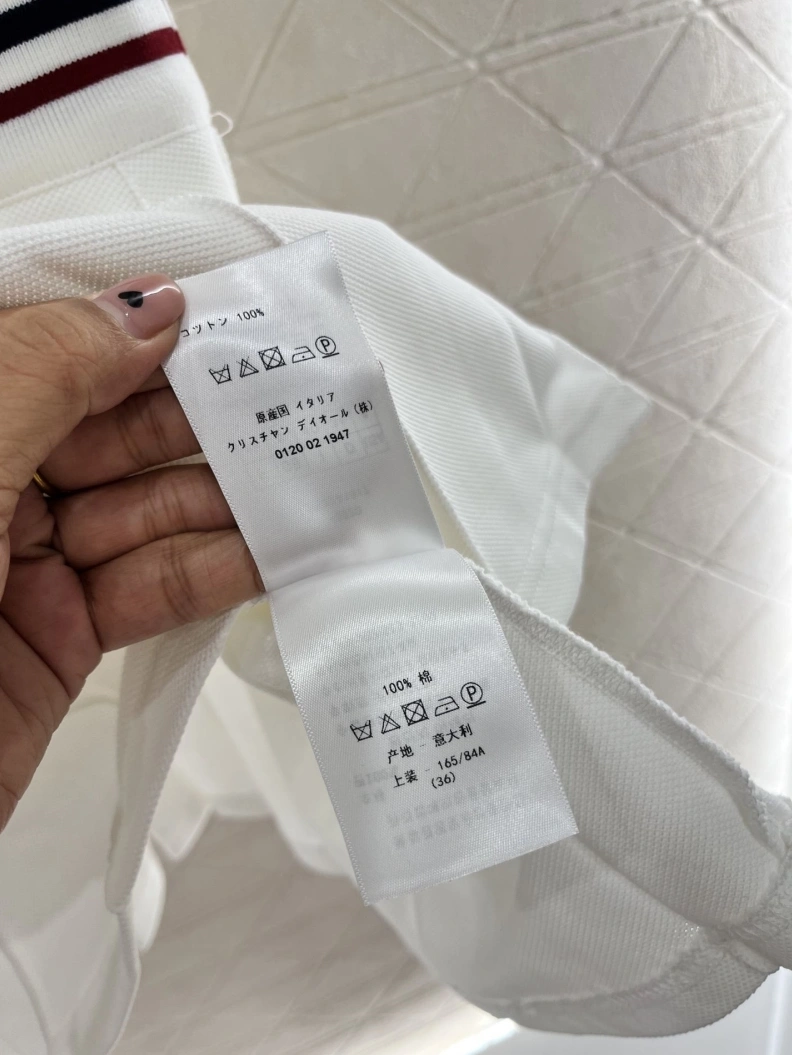 コットン 100%
P
原産国 イタリア
クリスチャン ディオール (株)
0120 02 1947
100% 棉
P
产地 - 意大利
上装 - 165/84A
(36)